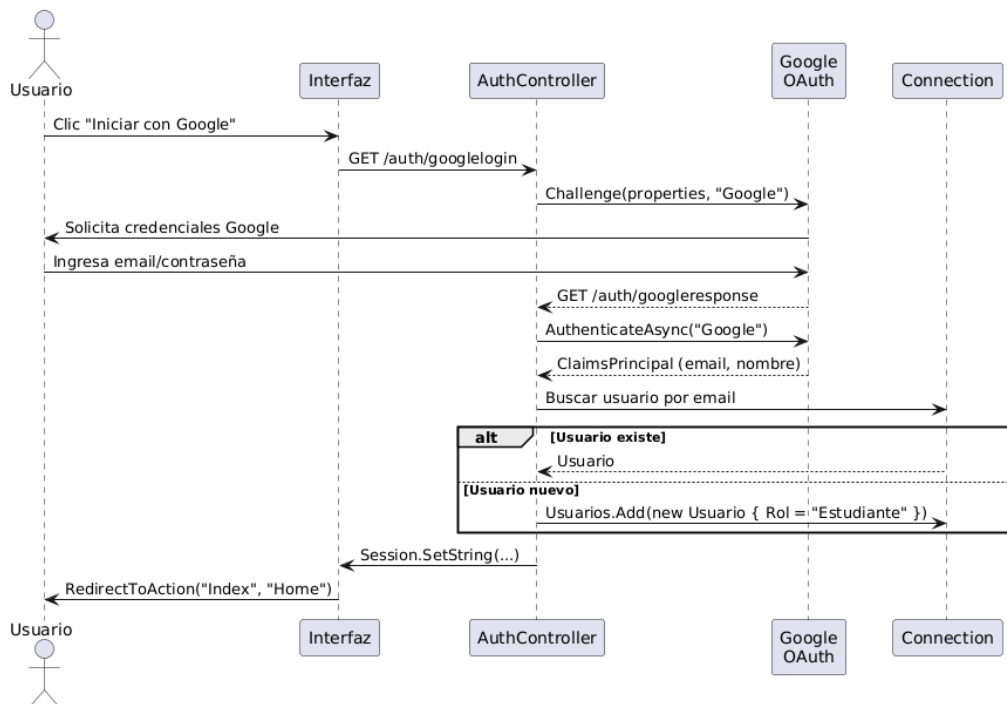 Usuario
Interfaz
AuthController
Google
OAuth
Connection
Clic "Iniciar con Google"
GET /auth/googlelogin
Challenge(properties, "Google")
Solicita credenciales Google
Ingresa email/contraseña
GET /auth/googleresponse
AuthenticateAsync("Google")
ClaimsPrincipal (email, nombre)
Buscar usuario por email
alt [Usuario existe]
Usuario
[Usuario nuevo]
Usuarios.Add(new Usuario { Rol = "Estudiante" })
Session.SetString(...)
RedirectToAction("Index", "Home")
Usuario
Interfaz
AuthController
Google
OAuth
Connection